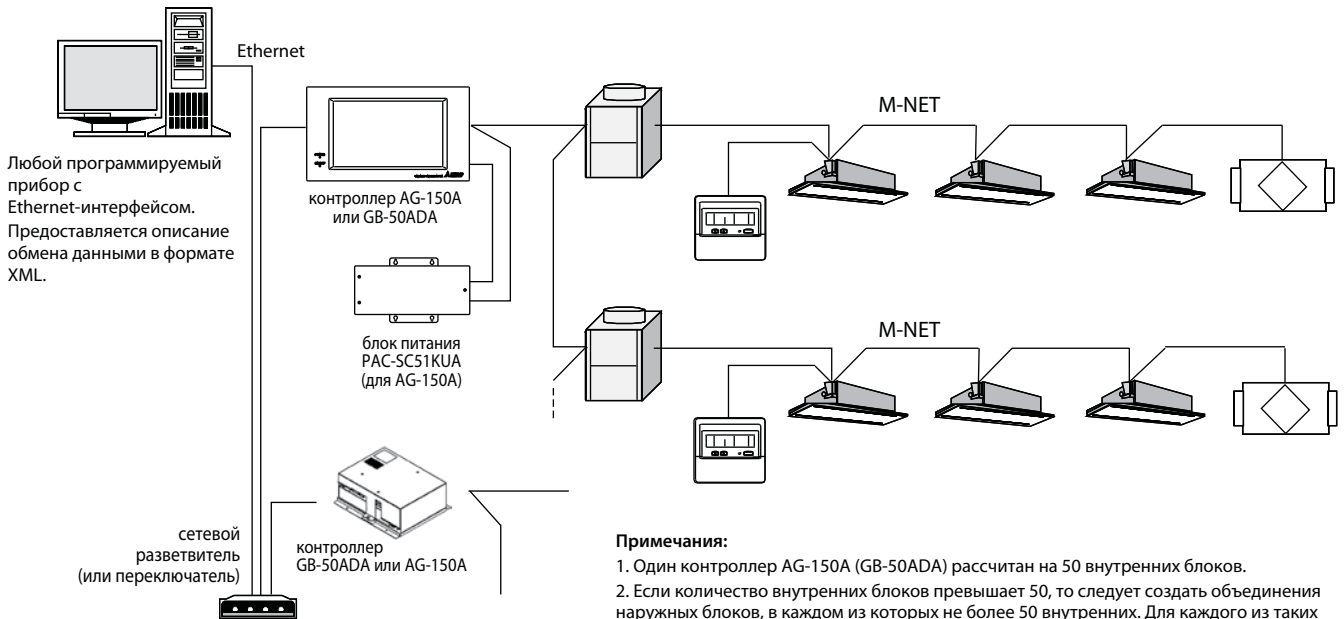 Ethernet
Любой программируемый
прибор с
Ethernet-интерфейсом.
Предоставляется описание
обмена данными в формате
XML.
контроллер AG-150A
или GB-50ADA
блок питания
PAC-SC51KUA
(для AG-150A)
M-NET
M-NET
сетевой
разветвитель
(или переключатель)
контроллер
GB-50ADA или AG-150A
Примечания:
1. Один контроллер AG-150A (GB-50ADA) рассчитан на 50 внутренних блоков.
2. Если количество внутренних блоков превышает 50, то следует создать объединения
наружных блоков, в каждом из которых не более 50 внутренних. Для каждого из таких